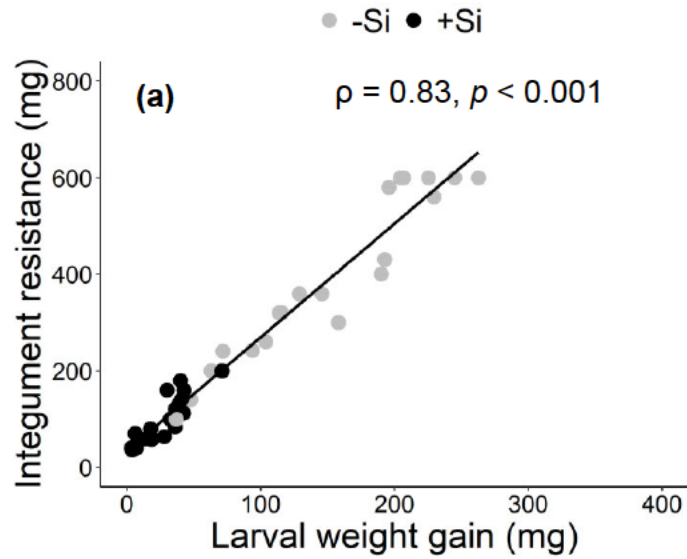 -Si +Si
(a) ρ = 0.83, p < 0.001
Integument resistance (mg)
800
600
400
200
0
0 100 200 300 400
Larval weight gain (mg)